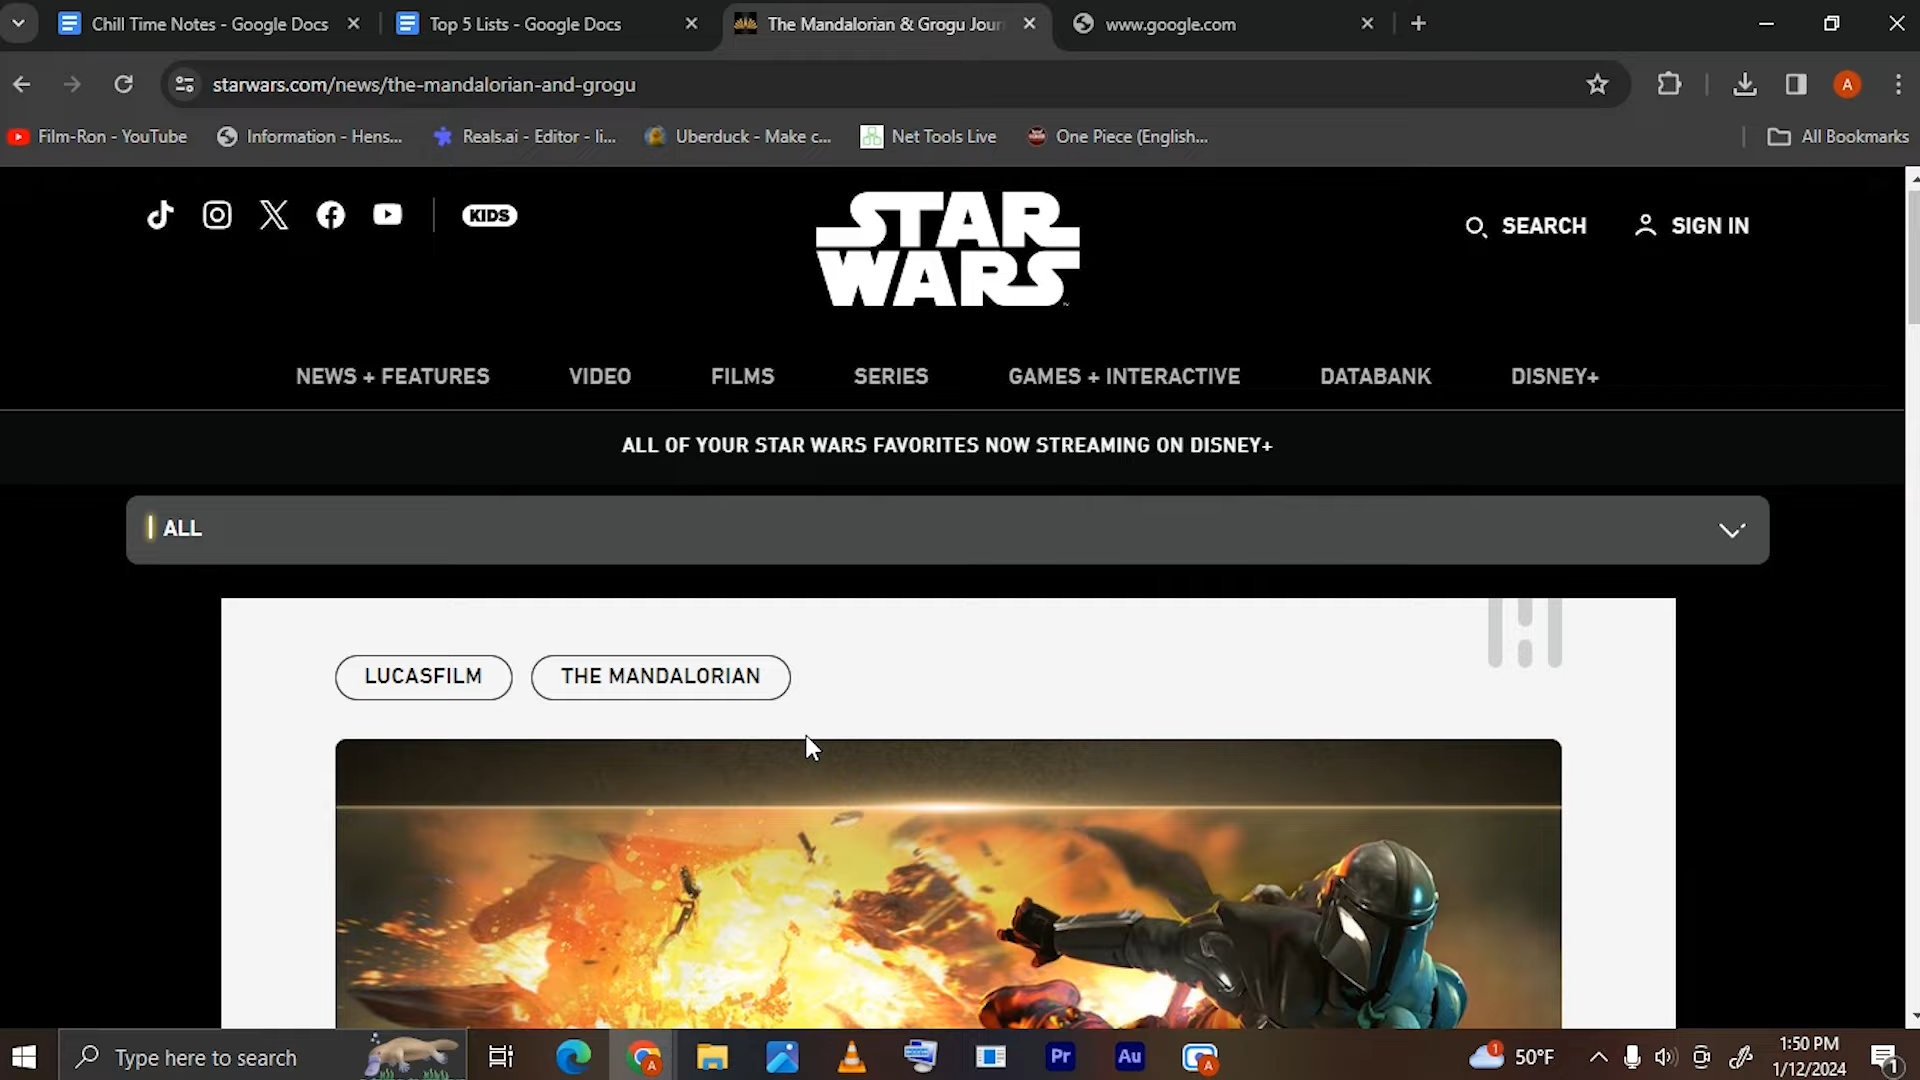 Chill Time Notes - Google Docs
Top 5 Lists - Google Docs
The Mandalorian & Grogu Jour
www.google.com
starwars.com/news/the-mandalorian-and-grogu
A
Film-Ron - YouTube
Information - Hens...
Reals.ai - Editor - li...
Uberduck - Make c...
Net Tools Live
One Piece (English...
All Bookmarks
KIDS
STAR
WARS
SEARCH
SIGN IN
NEWS + FEATURES
VIDEO
FILMS
SERIES
GAMES + INTERACTIVE
DATABANK
DISNEY+
ALL OF YOUR STAR WARS FAVORITES NOW STREAMING ON DISNEY+
ALL
LUCASFILM
THE MANDALORIAN
Type here to search
A
Pr
Au
A
1
50°F
1:50 PM
1/12/2024
1